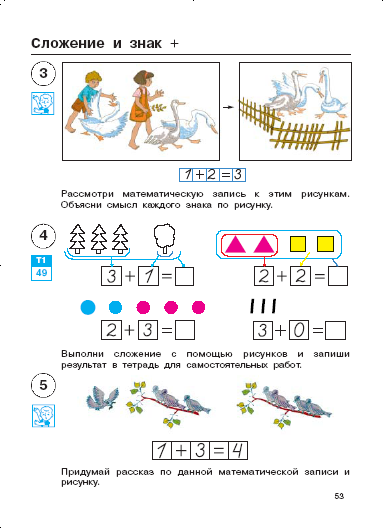 Сложение и знак +
3
1+2=3
Рассмотри математическую запись к этим рисункам.
Объясни смысл каждого знака по рисунку.
4
Т1
49
3+1=
2+2=
2+3=
3+0=
Выполни сложение с помощью рисунков и запиши
результат в тетрадь для самостоятельных работ.
5
1+3=4
Придумай рассказ по данной математической записи и
рисунку.
53